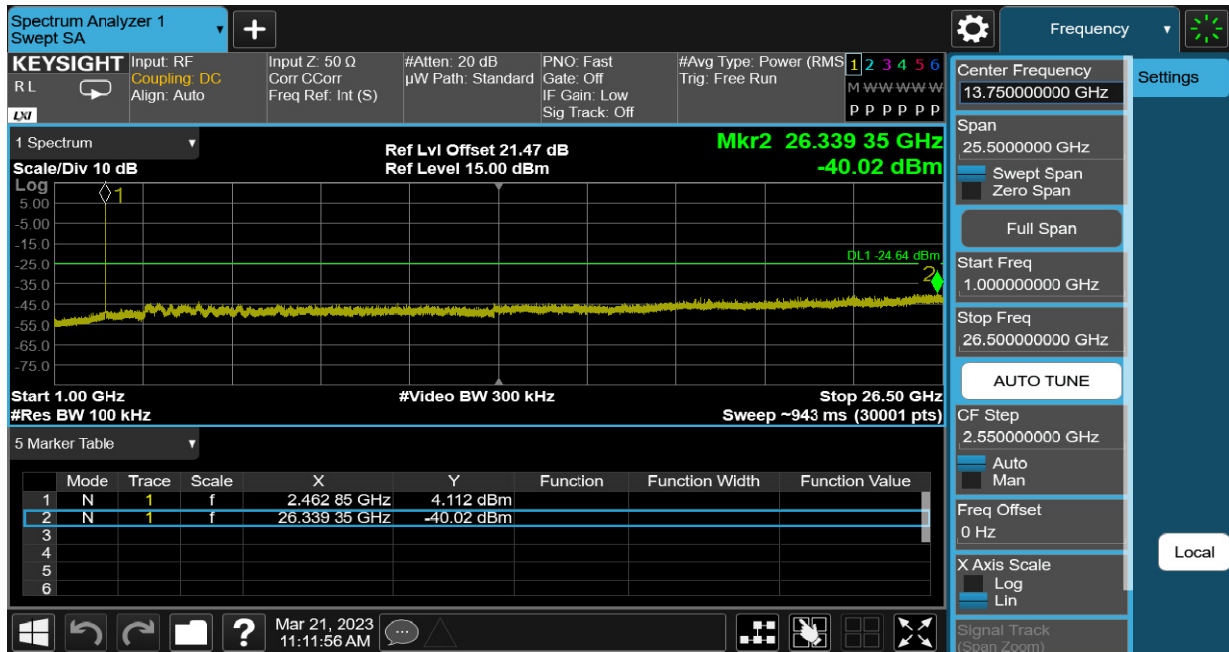 Spectrum Analyzer 1
Swept SA
Frequency
KEYSIGHT
R L
LXI
Input: RF
Coupling: DC
Align: Auto
Input Z: 50 Ω
Corr CCorr
Freq Ref: Int (S)
#Atten: 20 dB
µW Path: Standard
PNO: Fast
Gate: Off
IF Gain: Low
Sig Track: Off
#Avg Type: Power (RMS
Trig: Free Run
1 2 3 4 5 6
M W W W W W
P P P P P P
1 Spectrum
Scale/Div 10 dB
Ref Lvl Offset 21.47 dB
Ref Level 15.00 dBm
Mkr2 26.339 35 GHz
-40.02 dBm
Log
1
5.00
-5.00
-15.0
DL1 -24.64 dBm
-25.0
2
-35.0
-45.0
-55.0
-65.0
-75.0
Start 1.00 GHz
#Video BW 300 kHz
Stop 26.50 GHz
#Res BW 100 kHz
Sweep ~943 ms (30001 pts)
5 Marker Table
Mode Trace Scale X Y Function Function Width Function Value
1 N 1 f 2.462 85 GHz 4.112 dBm
2 N 1 f 26.339 35 GHz -40.02 dBm
3
4
5
6
?
Mar 21, 2023
11:11:56 AM
Center Frequency
13.750000000 GHz
Span
25.5000000 GHz
Swept Span
Zero Span
Full Span
Start Freq
1.000000000 GHz
Stop Freq
26.500000000 GHz
AUTO TUNE
CF Step
2.550000000 GHz
Auto
Man
Freq Offset
0 Hz
X Axis Scale
Log
Lin
Signal Track
(Span Zoom)
Settings
Local